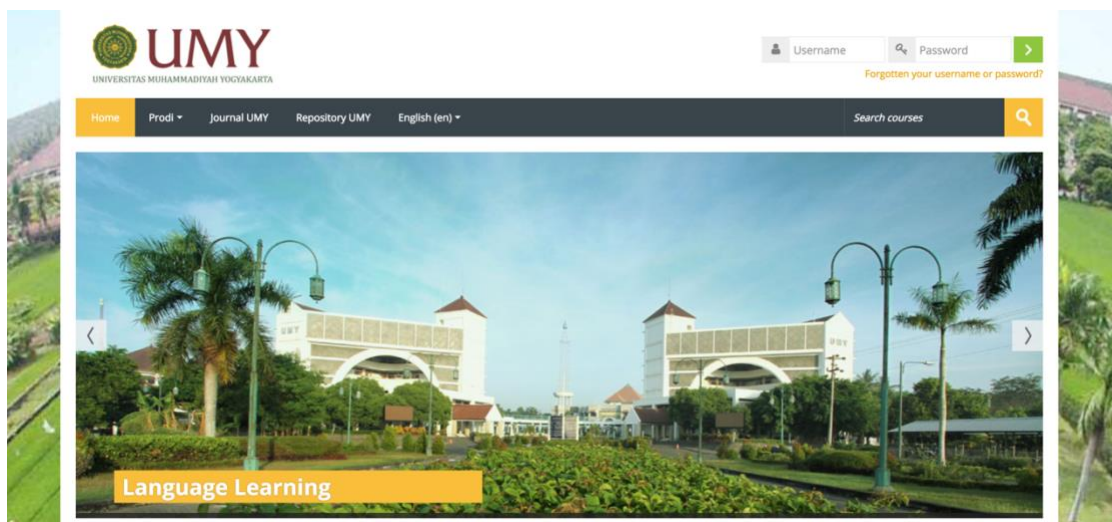 UMY
UNIVERSITAS MUHAMMADIYAH YOGYAKARTA
Username
Password
Forgotten your username or password?
Home Prodi Journal UMY Repository UMY English (en) Search courses
Language Learning